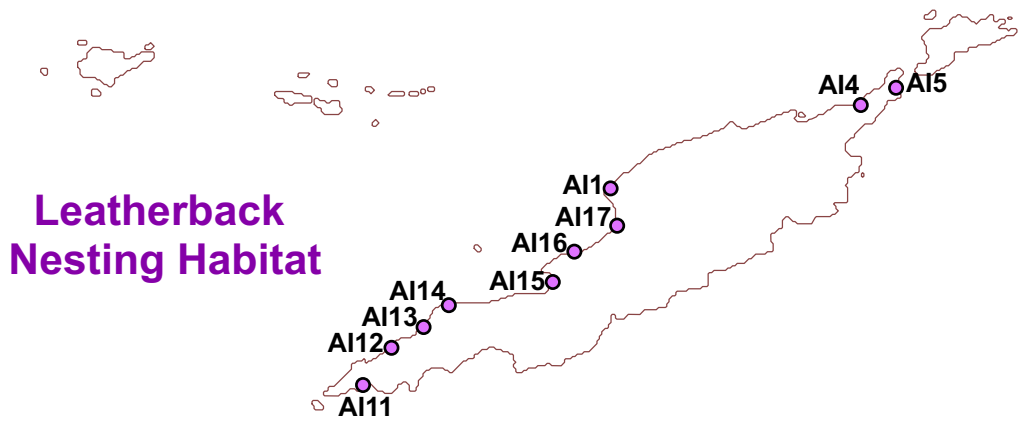 AI4
AI5
AI1
Leatherback
Nesting Habitat
AI17
AI16
AI15
AI14
AI13
AI12
AI11